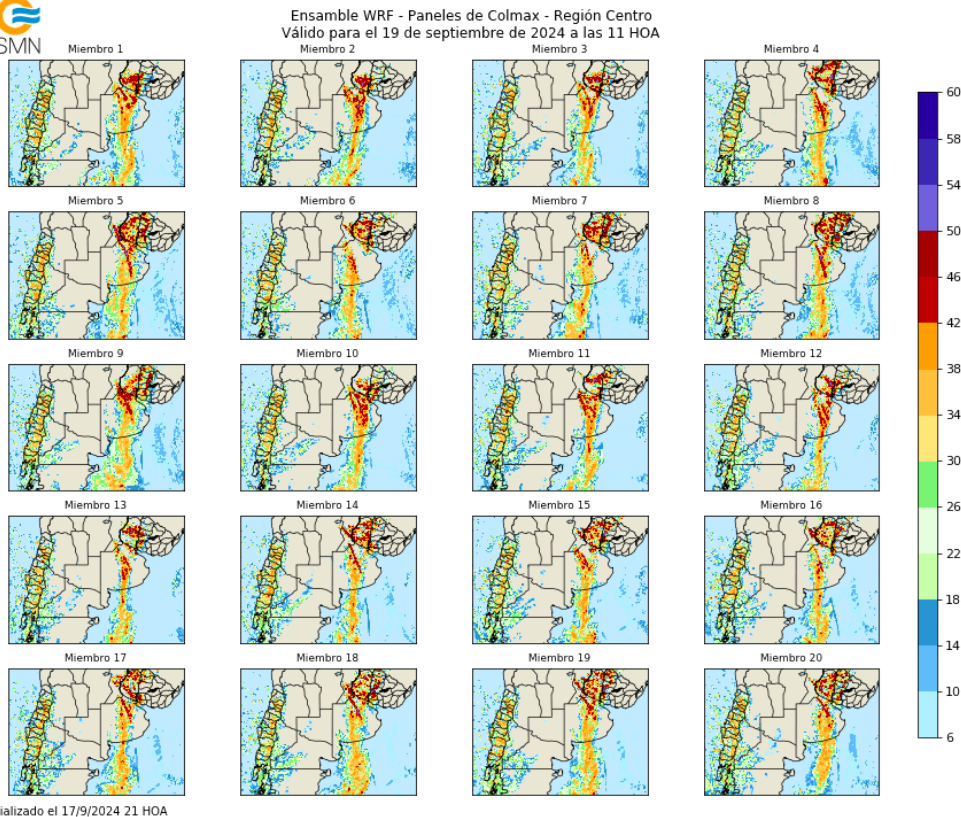 Ensamble WRF - Paneles de Colmax - Región Centro
Válido para el 19 de septiembre de 2024 a las 11 HOA
SMN
Miembro 1 Miembro 2 Miembro 3 Miembro 4
Miembro 5 Miembro 6 Miembro 7 Miembro 8
Miembro 9 Miembro 10 Miembro 11 Miembro 12
Miembro 13 Miembro 14 Miembro 15 Miembro 16
Miembro 17 Miembro 18 Miembro 19 Miembro 20
60
58
54
50
46
42
38
34
30
26
22
18
14
10
6
ializado el 17/9/2024 21 HOA